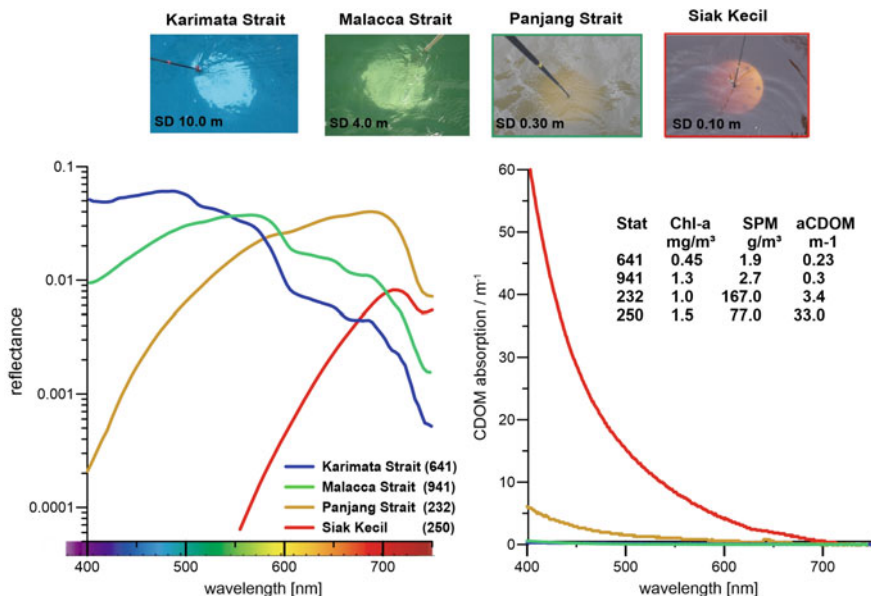 Karimata Strait Malacca Strait Panjang Strait Siak Kecil
SD 10.0 m SD 4.0 m SD 0.30 m SD 0.10 m
reflectance
0.1
0.01
0.001
0.0001
Karimata Strait (641)
Malacca Strait (941)
Panjang Strait (232)
Siak Kecil (250)
400 500 600 700
wavelength [nm]
CDOM absorption / m⁻¹
60
50
40
30
20
10
0
Stat Chl-a SPM aCDOM
mg/m³ g/m³ m-1
641 0.45 1.9 0.23
941 1.3 2.7 0.3
232 1.0 167.0 3.4
250 1.5 77.0 33.0
400 500 600 700
wavelength [nm]